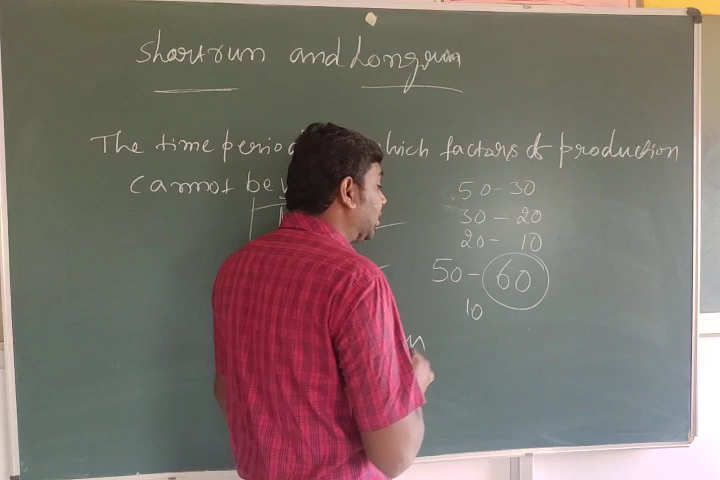 Shortrun and Longrun
The time period which factors of production
cannot be
50 - 30
30 - 20
20 - 10
50 - 60
10